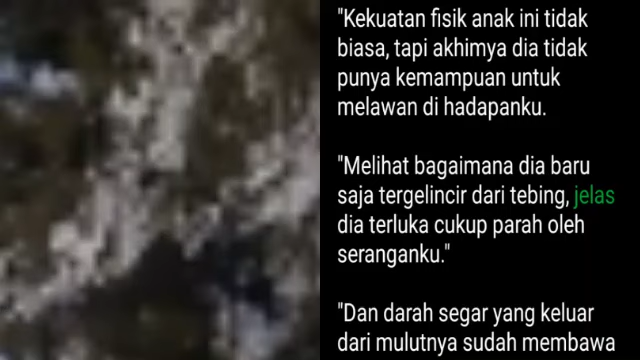 "Kekuatan fisik anak ini tidak
biasa, tapi akhimya dia tidak
punya kemampuan untuk
melawan di hadapanku.
"Melihat bagaimana dia baru
saja tergelincir dari tebing, jelas
dia terluka cukup parah oleh
seranganku."
"Dan darah segar yang keluar
dari mulutnya sudah membawa